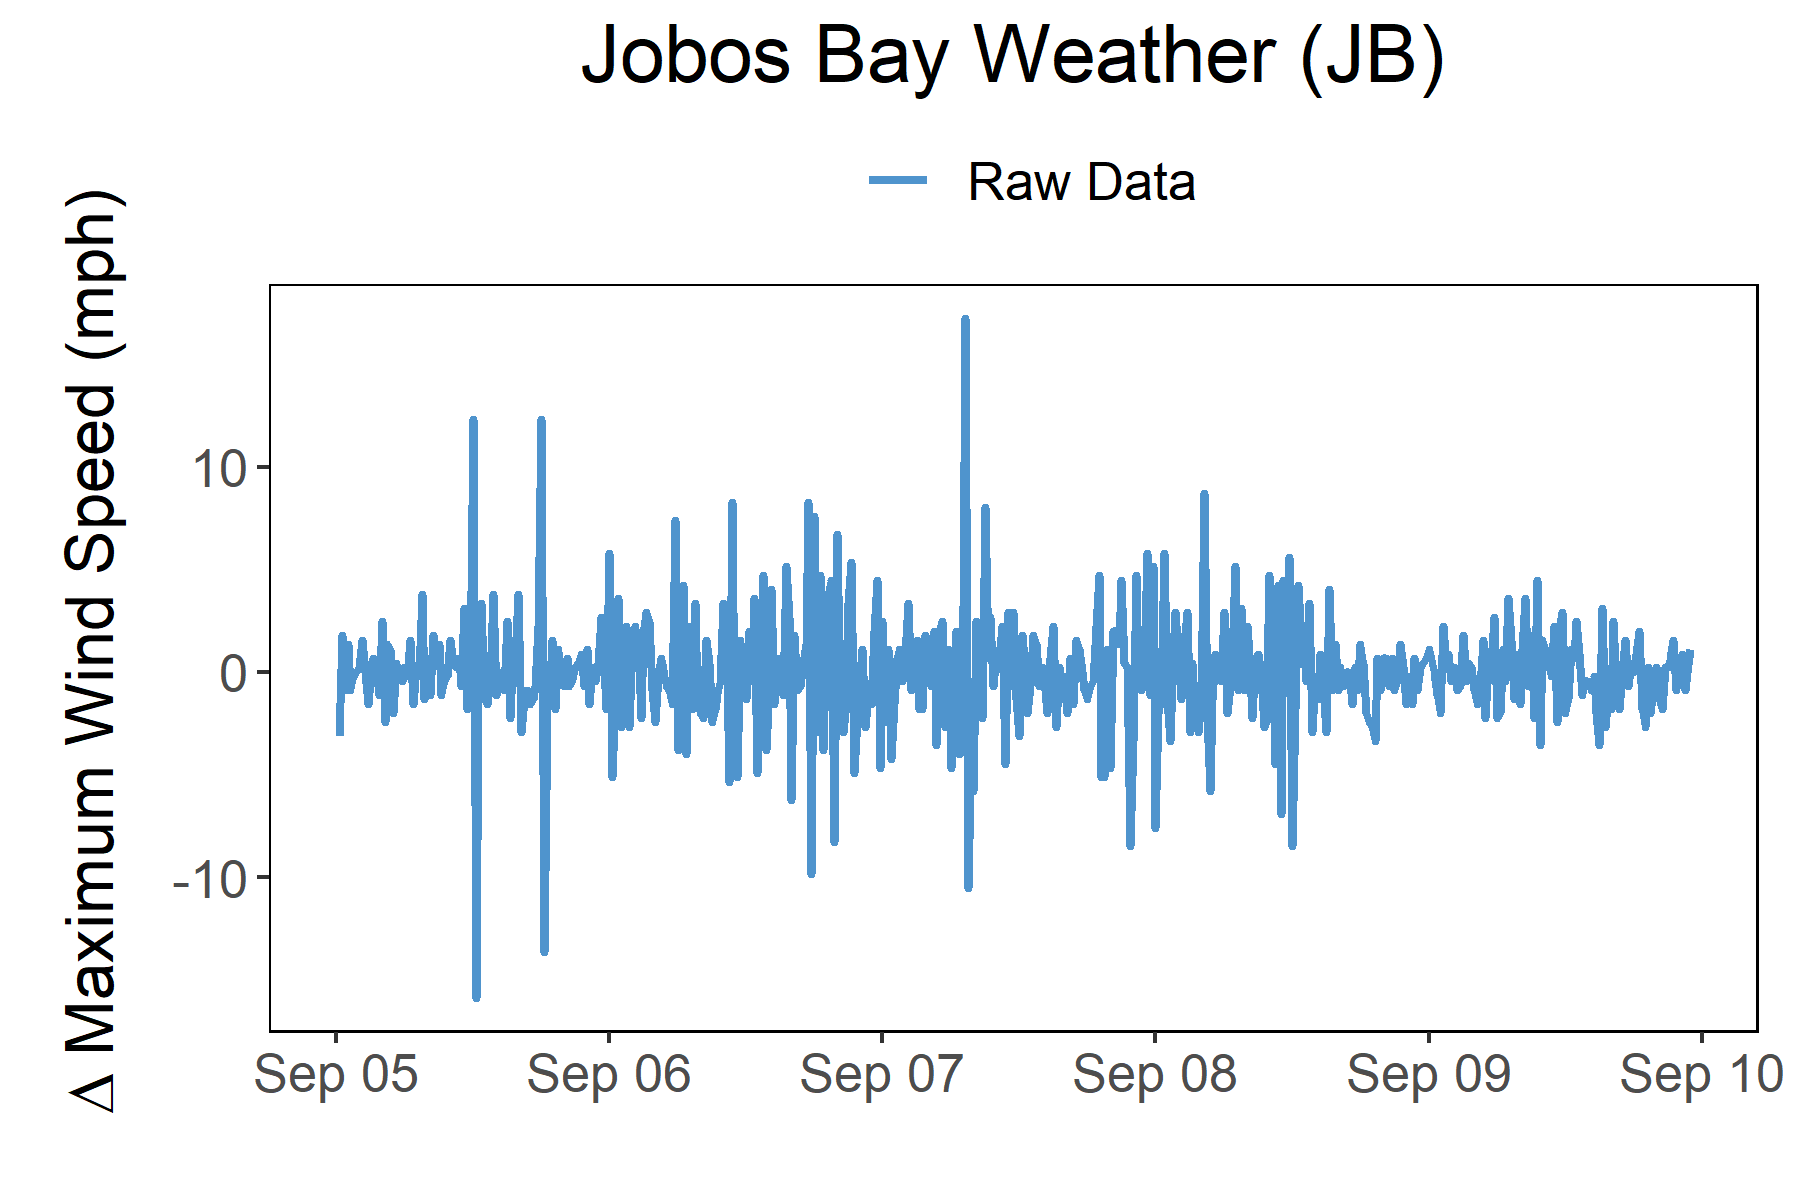 Jobos Bay Weather (JB)
Raw Data
Δ Maximum Wind Speed (mph)
10
0
-10
Sep 05
Sep 06
Sep 07
Sep 08
Sep 09
Sep 10